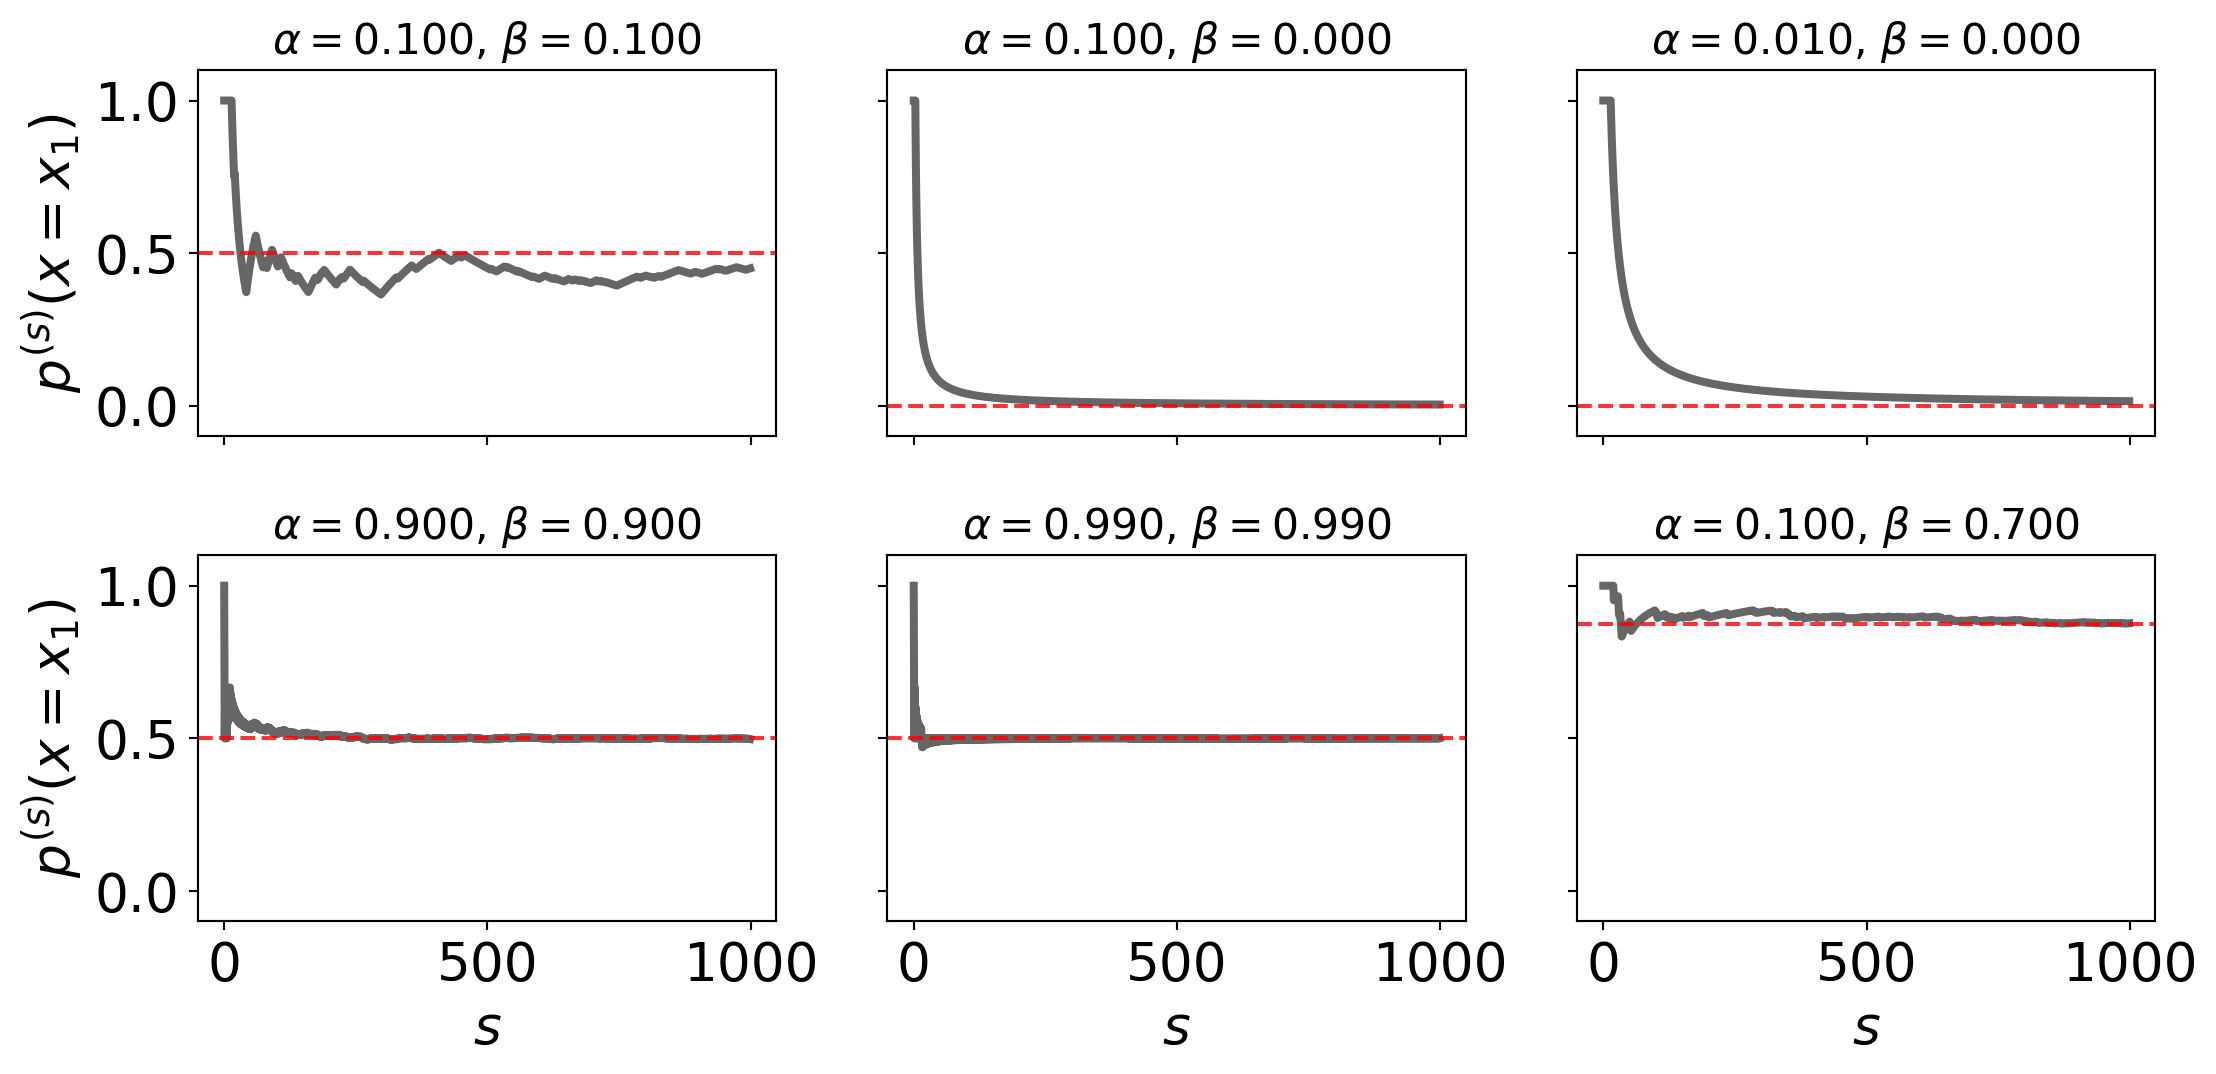 α = 0.100, β = 0.100
α = 0.100, β = 0.000
α = 0.010, β = 0.000
p^{(s)}(x = x_1)
1.0
0.5
0.0
α = 0.900, β = 0.900
α = 0.990, β = 0.990
α = 0.100, β = 0.700
p^{(s)}(x = x_1)
1.0
0.5
0.0
0 500 1000
0 500 1000
0 500 1000
s
s
s